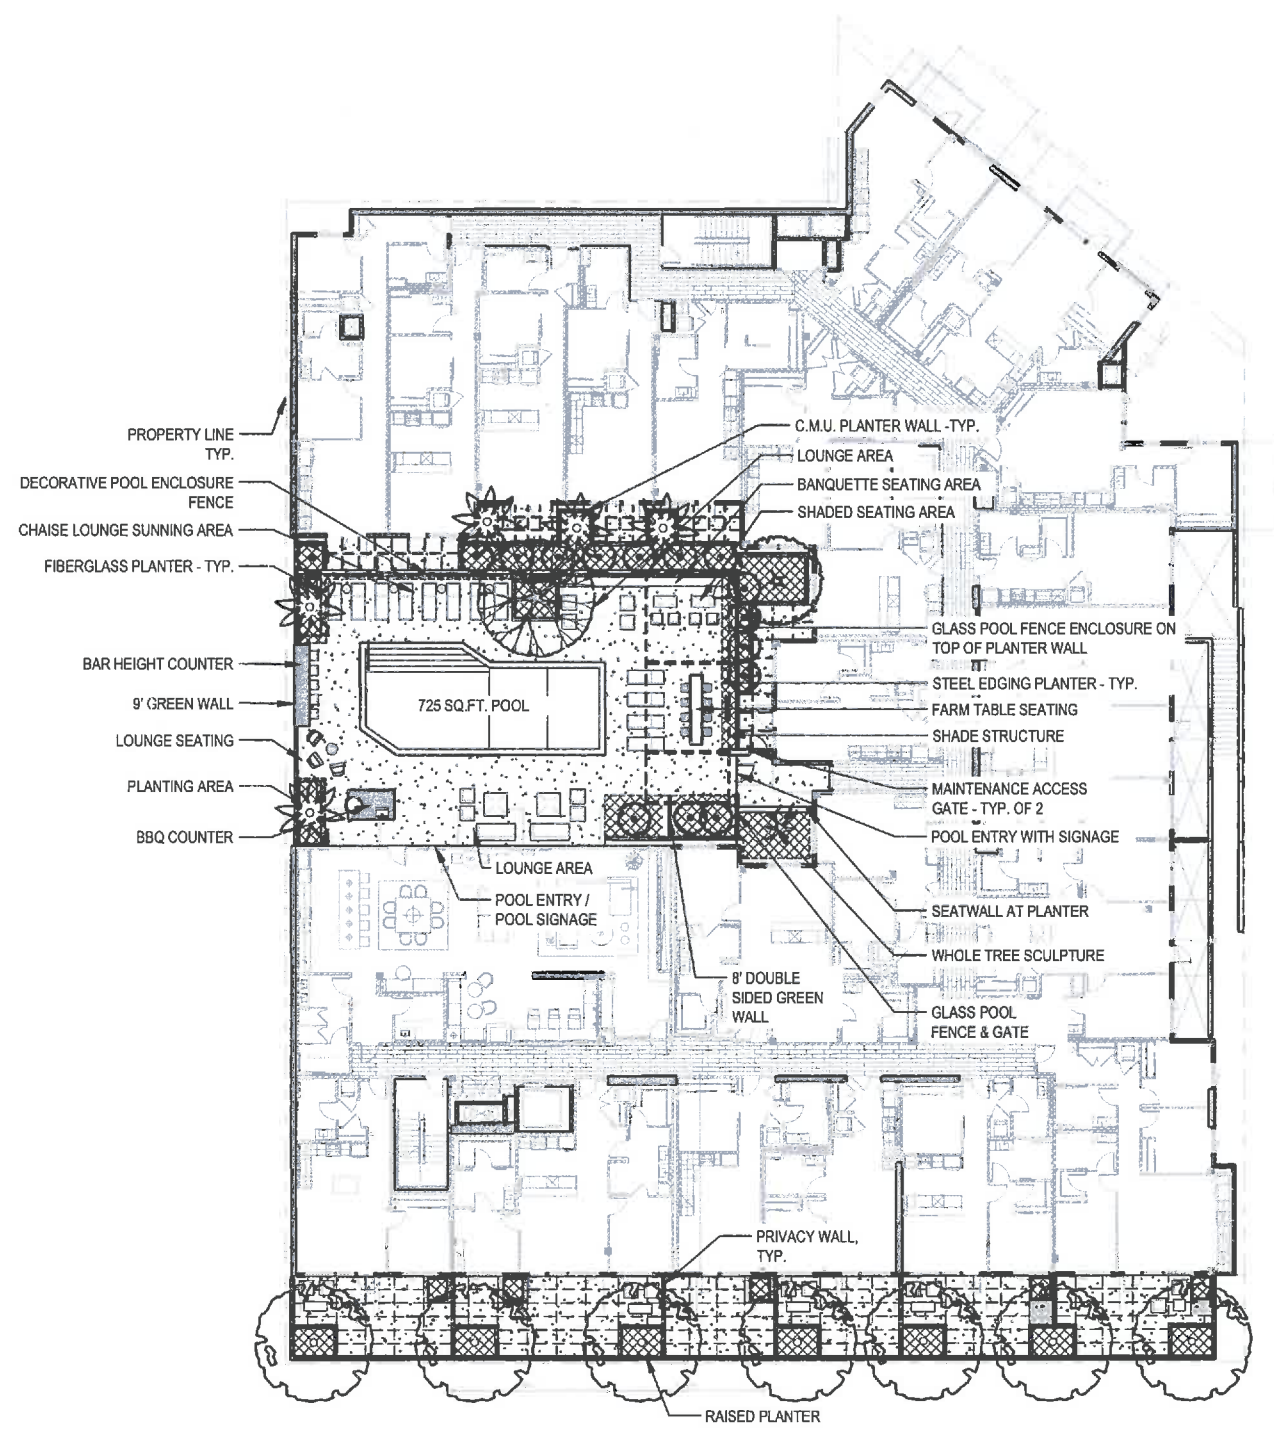 C.M.U. PLANTER WALL -TYP.
LOUNGE AREA
BANQUETTE SEATING AREA
SHADED SEATING AREA
PROPERTY LINE
TYP.
DECORATIVE POOL ENCLOSURE
FENCE
CHAISE LOUNGE SUNNING AREA
FIBERGLASS PLANTER - TYP.
BAR HEIGHT COUNTER
9' GREEN WALL
LOUNGE SEATING
PLANTING AREA
BBQ COUNTER
725 SQ.FT. POOL
GLASS POOL FENCE ENCLOSURE ON
TOP OF PLANTER WALL
STEEL EDGING PLANTER - TYP.
FARM TABLE SEATING
SHADE STRUCTURE
MAINTENANCE ACCESS
GATE - TYP. OF 2
POOL ENTRY WITH SIGNAGE
LOUNGE AREA
POOL ENTRY /
POOL SIGNAGE
SEATWALL AT PLANTER
WHOLE TREE SCULPTURE
8' DOUBLE
SIDED GREEN
WALL
GLASS POOL
FENCE & GATE
PRIVACY WALL,
TYP.
RAISED PLANTER